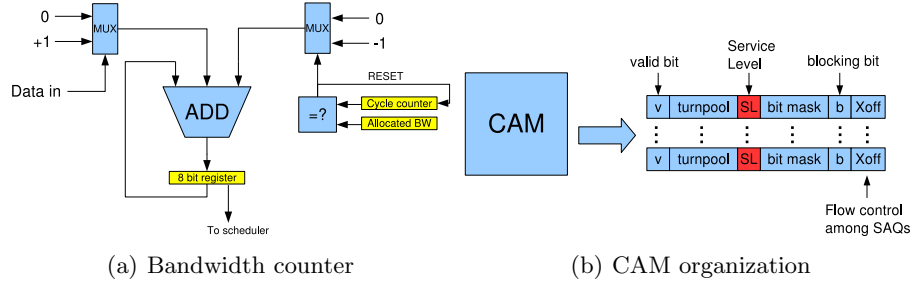 0
+1
MUX
Data in
ADD
8 bit register
To scheduler
MUX
0
-1
RESET
=?
Cycle counter
Allocated BW
(a) Bandwidth counter
CAM
valid bit
Service
Level
blocking bit
v turnpool SL bit mask b Xoff
v turnpool SL bit mask b Xoff
Flow control
among SAQs
(b) CAM organization